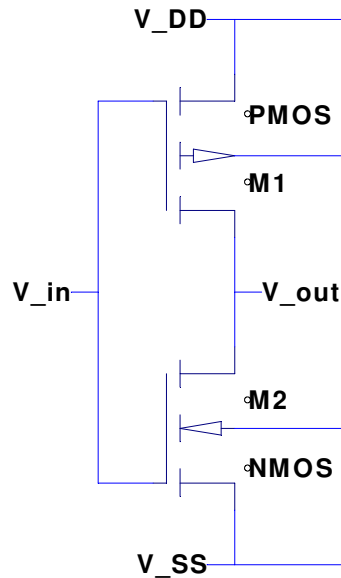 V_DD
PMOS
M1
V_in
V_out
M2
NMOS
V_SS